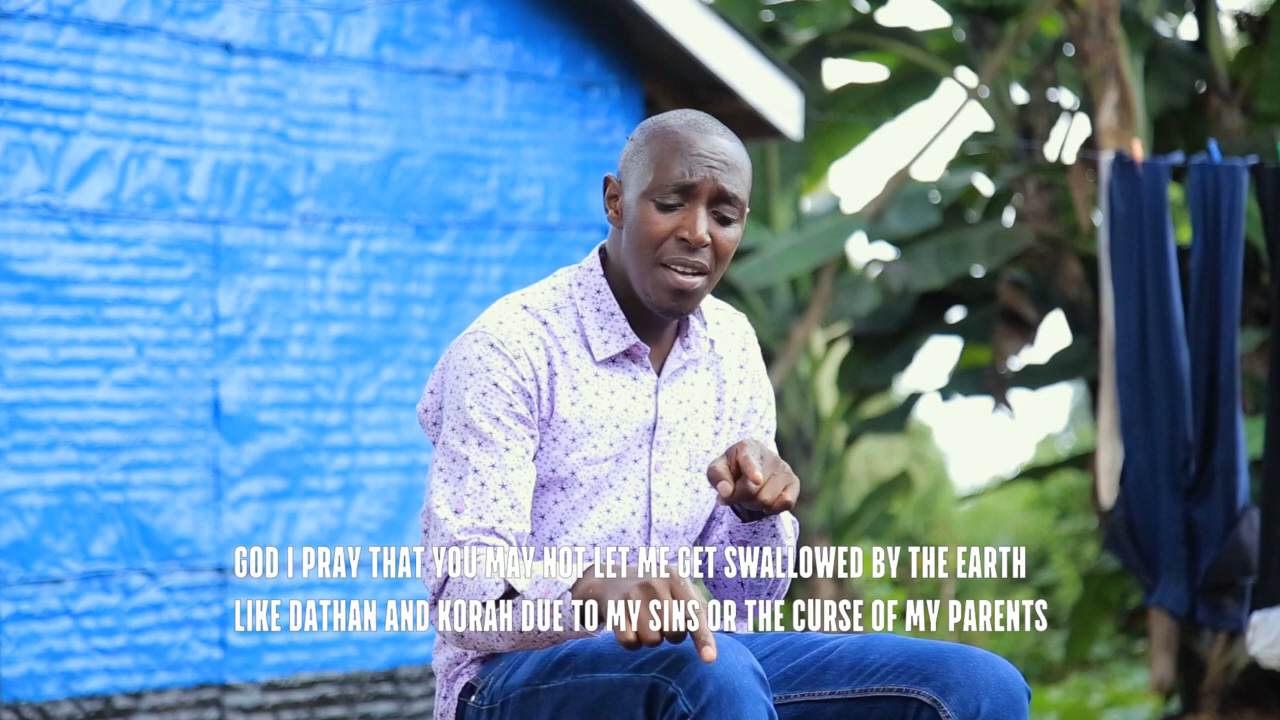 GOD I PRAY THAT YOU MAY NOT LET ME GET SWALLOWED BY THE EARTH
LIKE DATHAN AND KORAH DUE TO MY SINS OR THE CURSE OF MY PARENTS